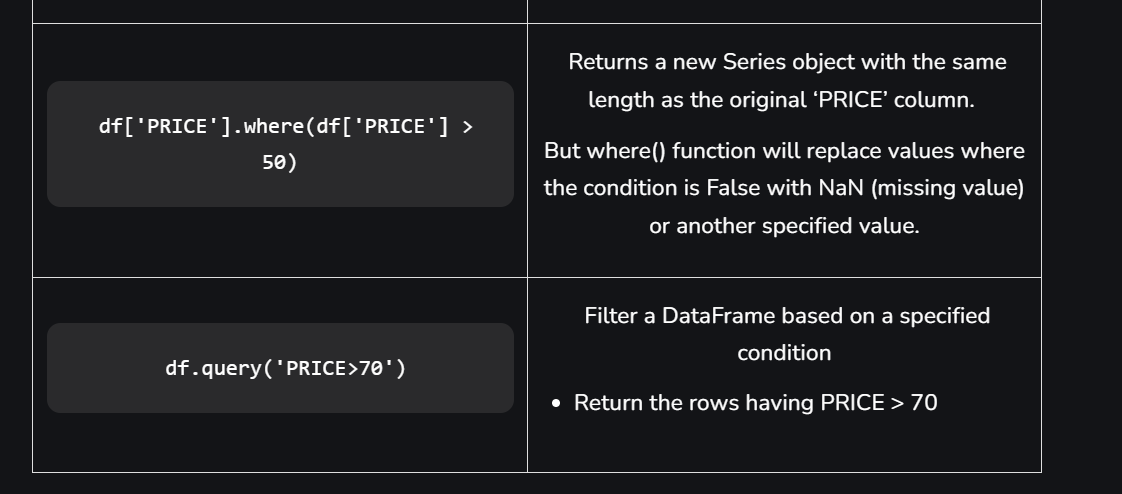 df['PRICE'].where(df['PRICE'] >
50)
Returns a new Series object with the same
length as the original ‘PRICE’ column.
But where() function will replace values where
the condition is False with NaN (missing value)
or another specified value.
df.query('PRICE>70')
Filter a DataFrame based on a specified
condition
• Return the rows having PRICE > 70